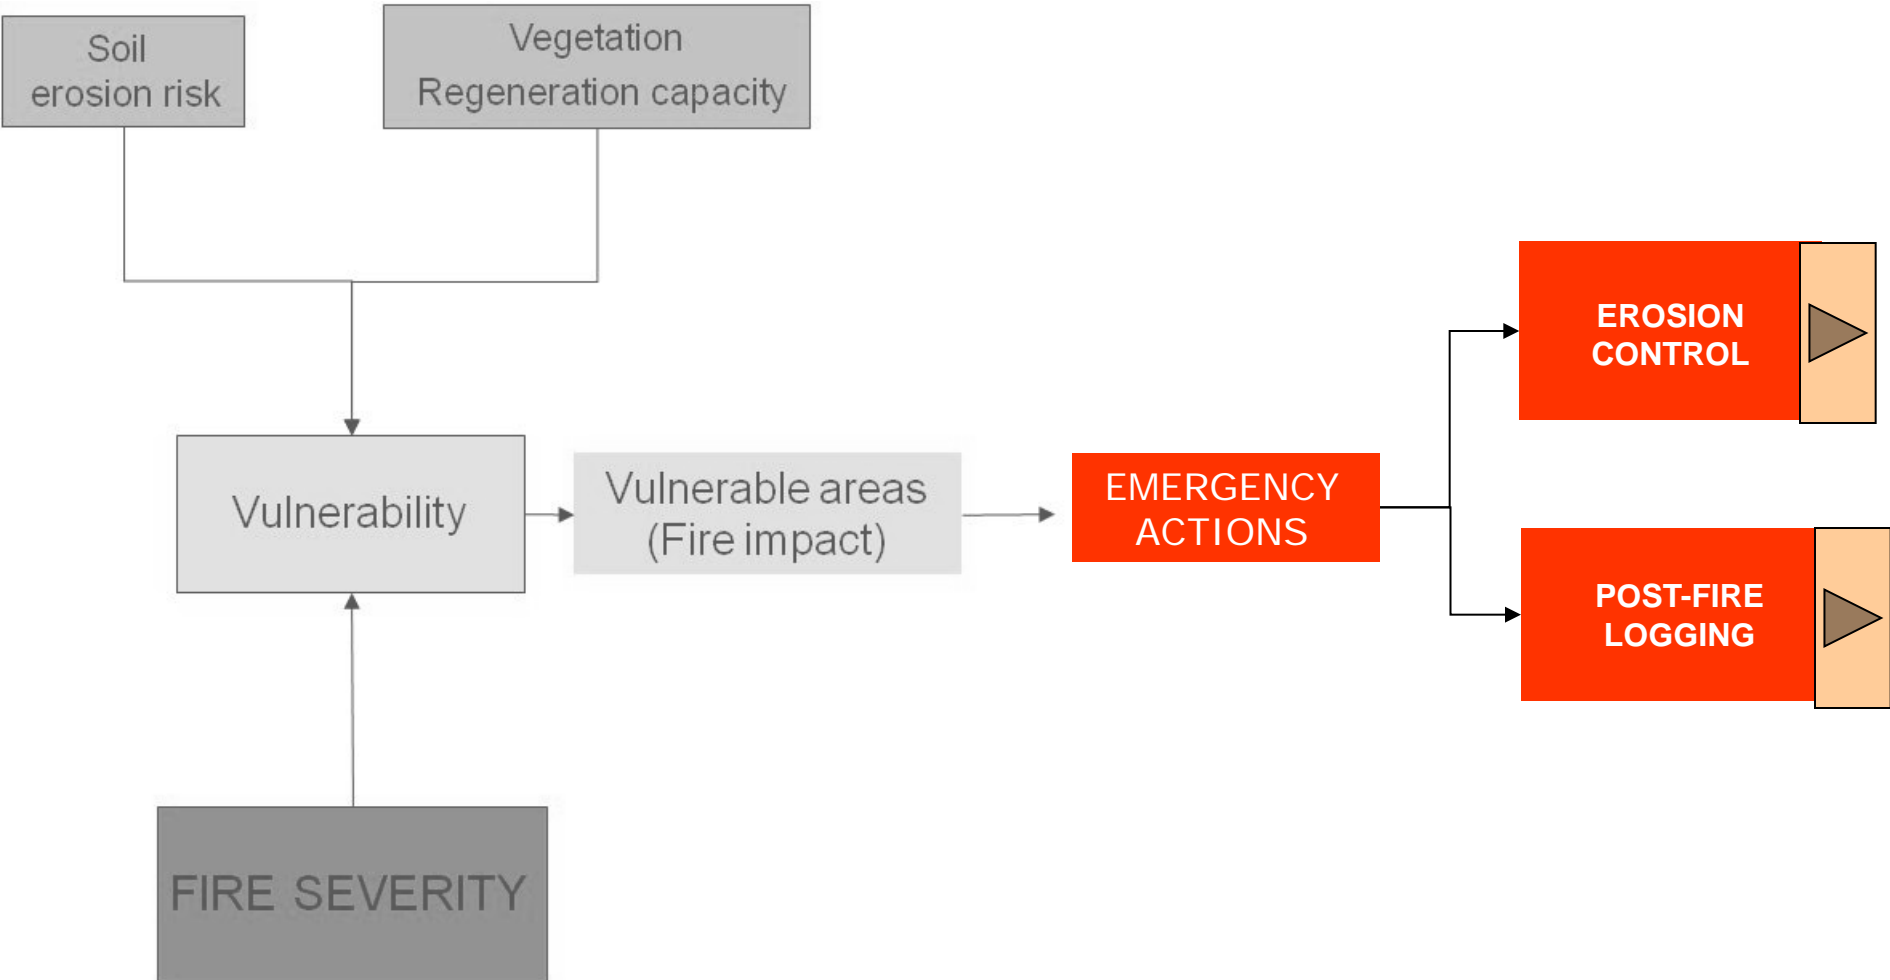 Soil
erosion risk
Vegetation
Regeneration capacity
EROSION
CONTROL
Vulnerability
Vulnerable areas
(Fire impact)
EMERGENCY
ACTIONS
POST-FIRE
LOGGING
FIRE SEVERITY